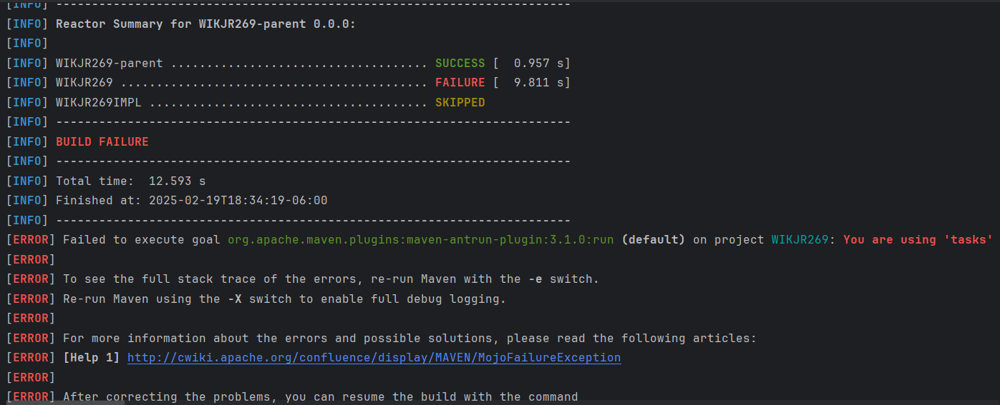 [INFO] ------------------------------------------------------------------------
[INFO] Reactor Summary for WIKJR269-parent 0.0.0:
[INFO]
[INFO] WIKJR269-parent .................................... SUCCESS [  0.957 s]
[INFO] WIKJR269 ........................................... FAILURE [  9.811 s]
[INFO] WIKJR269IMPL ....................................... SKIPPED
[INFO] ------------------------------------------------------------------------
[INFO] BUILD FAILURE
[INFO] ------------------------------------------------------------------------
[INFO] Total time:  12.593 s
[INFO] Finished at: 2025-02-19T18:34:19-06:00
[INFO] ------------------------------------------------------------------------
[ERROR] Failed to execute goal org.apache.maven.plugins:maven-antrun-plugin:3.1.0:run (default) on project WIKJR269: You are using 'tasks'
[ERROR]
[ERROR] To see the full stack trace of the errors, re-run Maven with the -e switch.
[ERROR] Re-run Maven using the -X switch to enable full debug logging.
[ERROR]
[ERROR] For more information about the errors and possible solutions, please read the following articles:
[ERROR] [Help 1] http://cwiki.apache.org/confluence/display/MAVEN/MojoFailureException
[ERROR]
[ERROR] After correcting the problems, you can resume the build with the command